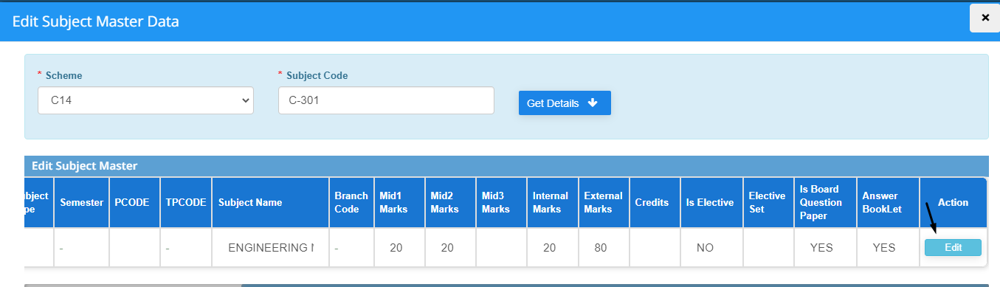 Edit Subject Master Data
×
* Scheme
* Subject Code
C14
C-301
Get Details
Edit Subject Master
bject
pe
Semester
PCODE
TPCODE
Subject Name
Branch
Code
Mid1
Marks
Mid2
Marks
Mid3
Marks
Internal
Marks
External
Marks
Credits
Is Elective
Elective
Set
Is Board
Question
Paper
Answer
BookLet
Action
-
-
ENGINEERING
-
20
20
20
80
NO
YES
YES
Edit